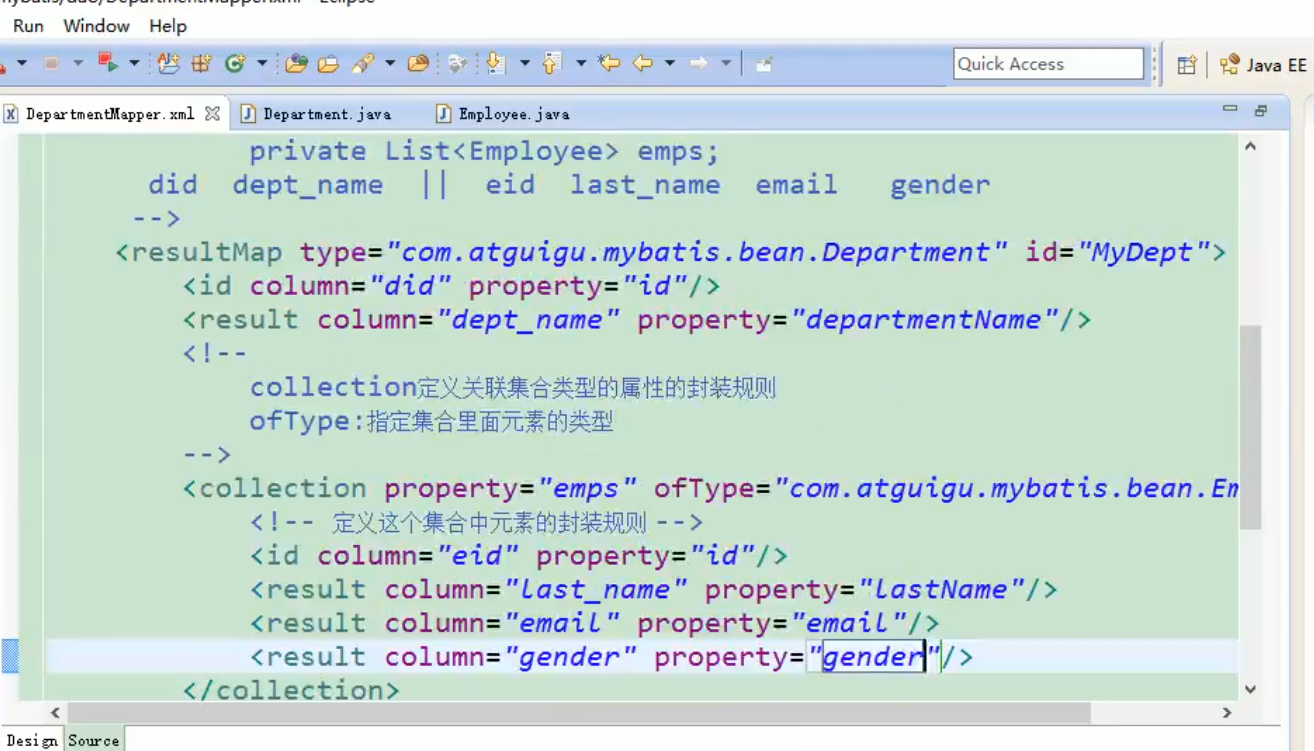 Run Window Help
Quick Access
Java EE
DepartmentMapper.xml Department.java Employee.java
private List<Employee> emps;
did dept_name || eid last_name email gender
-->
<resultMap type="com.atguigu.mybatis.bean.Department" id="MyDept">
<id column="did" property="id"/>
<result column="dept_name" property="departmentName"/>
<!--
collection定义关联集合类型的属性的封装规则
ofType:指定集合里面元素的类型
-->
<collection property="emps" ofType="com.atguigu.mybatis.bean.Em
<!-- 定义这个集合中元素的封装规则 -->
<id column="eid" property="id"/>
<result column="last_name" property="lastName"/>
<result column="email" property="email"/>
<result column="gender" property="gender"/>
</collection>
Design Source